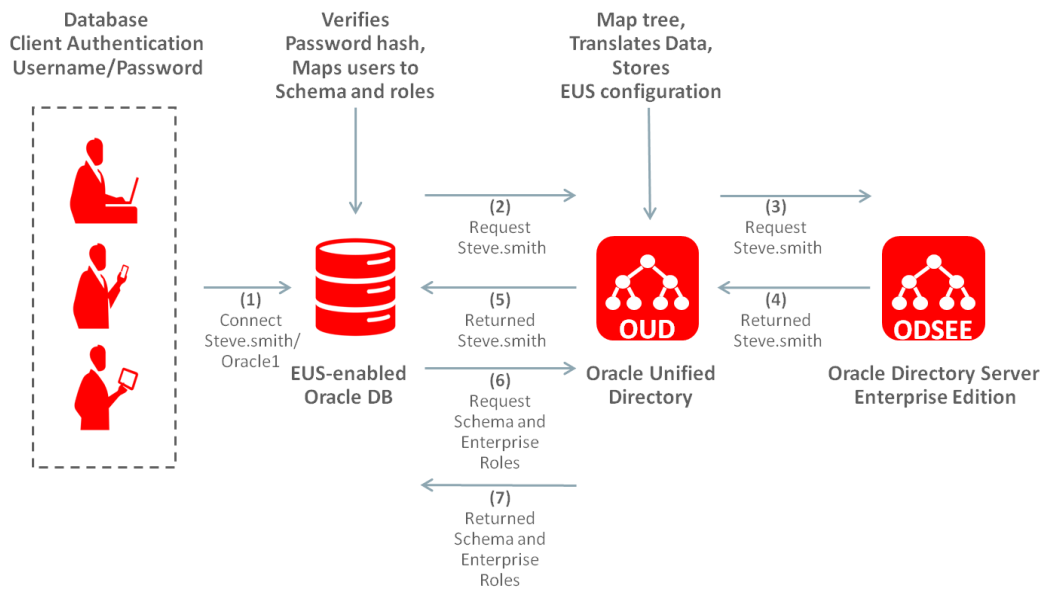 Database
Client Authentication
Username/Password
Verifies
Password hash,
Maps users to
Schema and roles
Map tree,
Translates Data,
Stores
EUS configuration
(1)
Connect
Steve.smith/
Oracle1
EUS-enabled
Oracle DB
(2)
Request
Steve.smith
(5)
Returned
Steve.smith
(6)
Request
Schema and
Enterprise
Roles
(7)
Returned
Schema and
Enterprise
Roles
OUD
Oracle Unified
Directory
(3)
Request
Steve.smith
(4)
Returned
Steve.smith
ODSEE
Oracle Directory Server
Enterprise Edition